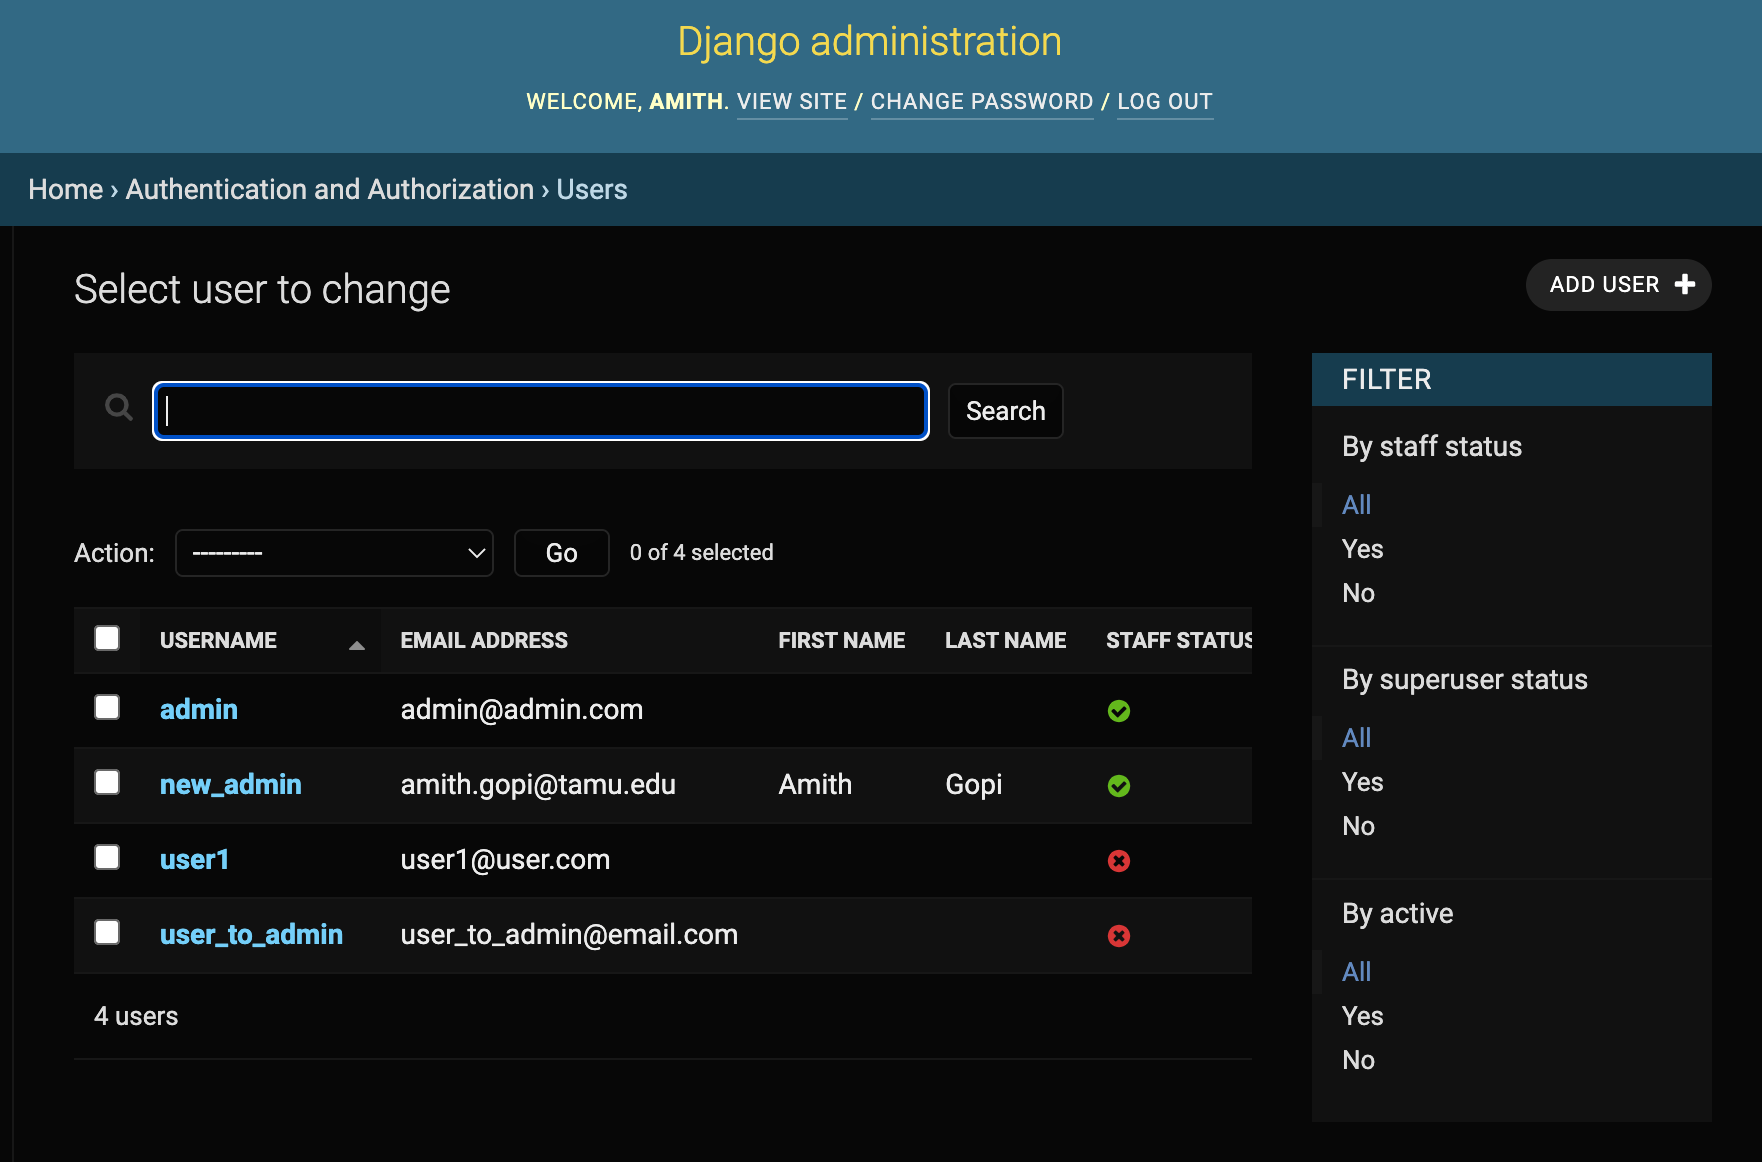 Django administration
WELCOME, AMITH. VIEW SITE / CHANGE PASSWORD / LOG OUT
Home › Authentication and Authorization › Users
Select user to change
ADD USER
Search
Action: --------- Go 0 of 4 selected
USERNAME EMAIL ADDRESS FIRST NAME LAST NAME STAFF STATUS
admin admin@admin.com
new_admin amith.gopi@tamu.edu Amith Gopi
user1 user1@user.com
user_to_admin user_to_admin@email.com
4 users
FILTER
By staff status
All
Yes
No
By superuser status
All
Yes
No
By active
All
Yes
No